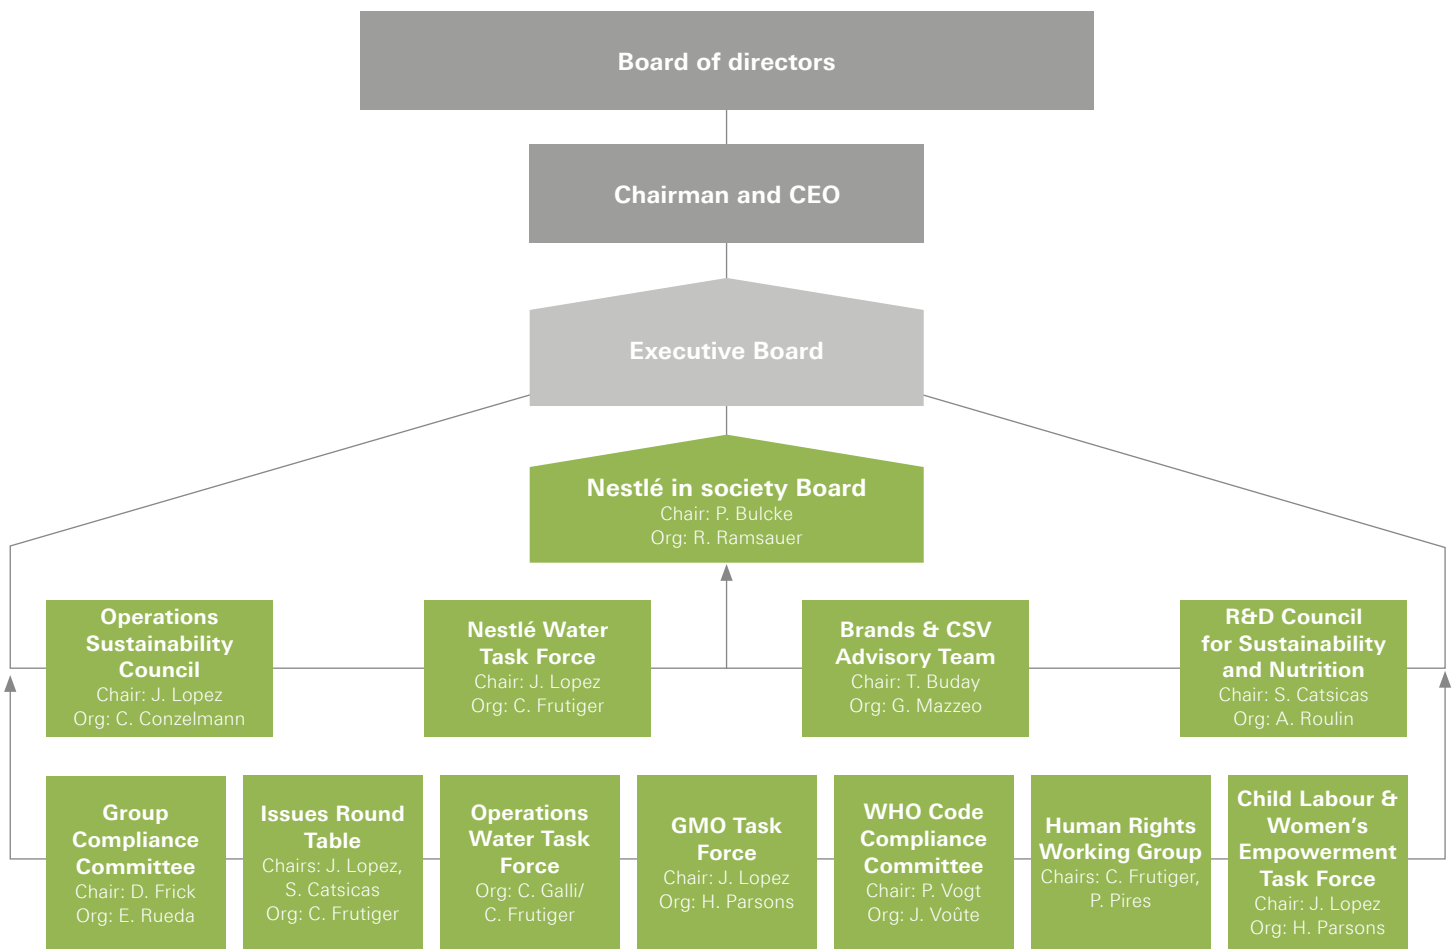 Board of directors
Chairman and CEO
Executive Board
Nestlé in society Board
Chair: P. Bulcke
Org: R. Ramsauer
Operations
Sustainability
Council
Chair: J. Lopez
Org: C. Conzelmann
Nestlé Water
Task Force
Chair: J. Lopez
Org: C. Frutiger
Brands & CSV
Advisory Team
Chair: T. Buday
Org: G. Mazzeo
R&D Council
for Sustainability
and Nutrition
Chair: S. Catsicas
Org: A. Roulin
Group
Compliance
Committee
Chair: D. Frick
Org: E. Rueda
Issues Round
Table
Chairs: J. Lopez,
S. Catsicas
Org: C. Frutiger
Operations
Water Task
Force
Org: C. Galli/
C. Frutiger
GMO Task
Force
Chair: J. Lopez
Org: H. Parsons
WHO Code
Compliance
Committee
Chair: P. Vogt
Org: J. Voûte
Human Rights
Working Group
Chairs: C. Frutiger,
P. Pires
Child Labour &
Women’s
Empowerment
Task Force
Chair: J. Lopez
Org: H. Parsons